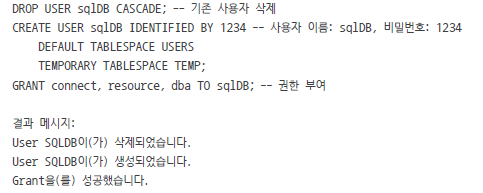 DROP USER sqlDB CASCADE; -- 기존 사용자 삭제
CREATE USER sqlDB IDENTIFIED BY 1234 -- 사용자 이름: sqlDB, 비밀번호: 1234
    DEFAULT TABLESPACE USERS
    TEMPORARY TABLESPACE TEMP;
GRANT connect, resource, dba TO sqlDB; -- 권한 부여

결과 메시지:
User SQLDB이(가) 삭제되었습니다.
User SQLDB이(가) 생성되었습니다.
Grant을(를) 성공했습니다.